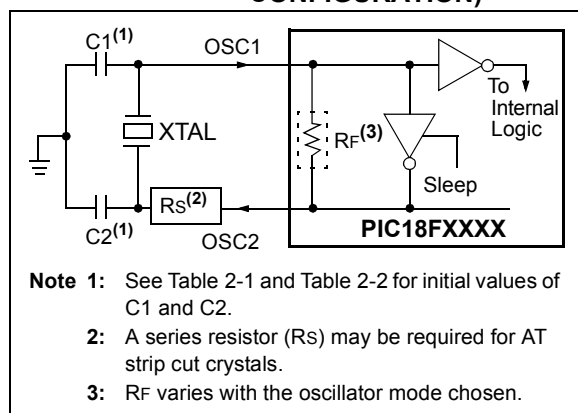 CONFIGURATION)
C1(1)
OSC1
To
Internal
Logic
XTAL
RF(3)
Sleep
RS(2)
C2(1)
OSC2
PIC18FXXXX
Note 1: See Table 2-1 and Table 2-2 for initial values of
C1 and C2.
2: A series resistor (RS) may be required for AT
strip cut crystals.
3: RF varies with the oscillator mode chosen.